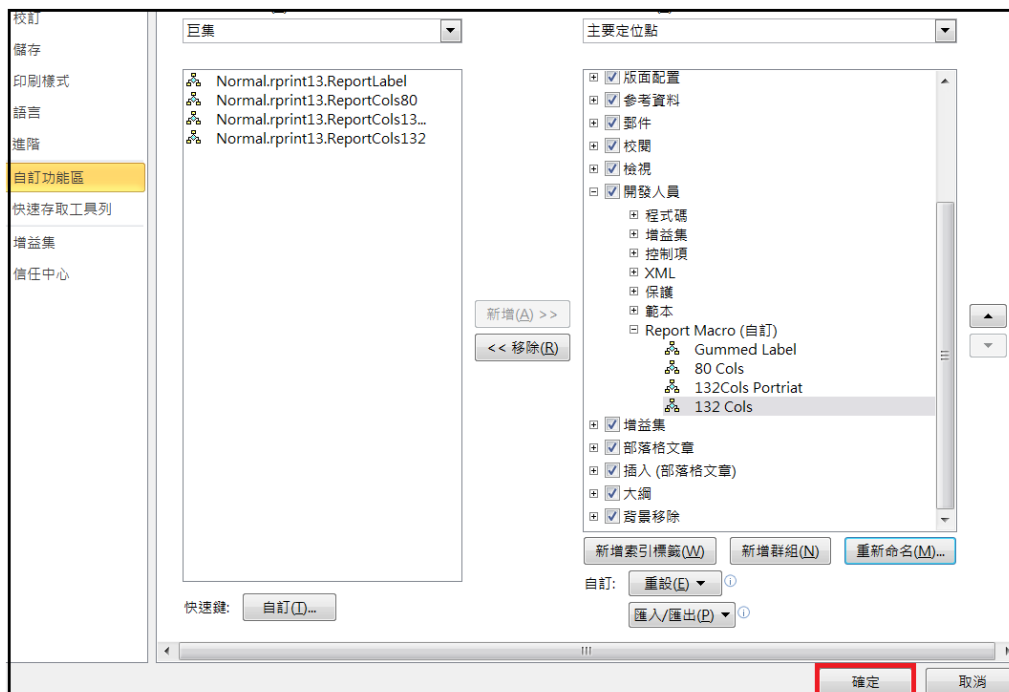 校訂
儲存
印刷樣式
語言
進階
自訂功能區
快速存取工具列
增益集
信任中心
巨集
Normal.rprint13.ReportLabel
Normal.rprint13.ReportCols80
Normal.rprint13.ReportCols13...
Normal.rprint13.ReportCols132
快速鍵: 自訂(T)...
新增(A) >>
<< 移除(R)
主要定位點
版面配置
參考資料
郵件
校閱
檢視
開發人員
程式碼
增益集
控制項
XML
保護
範本
Report Macro (自訂)
Gummed Label
80 Cols
132Cols Portriat
132 Cols
增益集
部落格文章
插入 (部落格文章)
大綱
背景移除
新增索引標籤(W) 新增群組(N) 重新命名(M)...
自訂: 重設(E)
匯入/匯出(P)
確定 取消